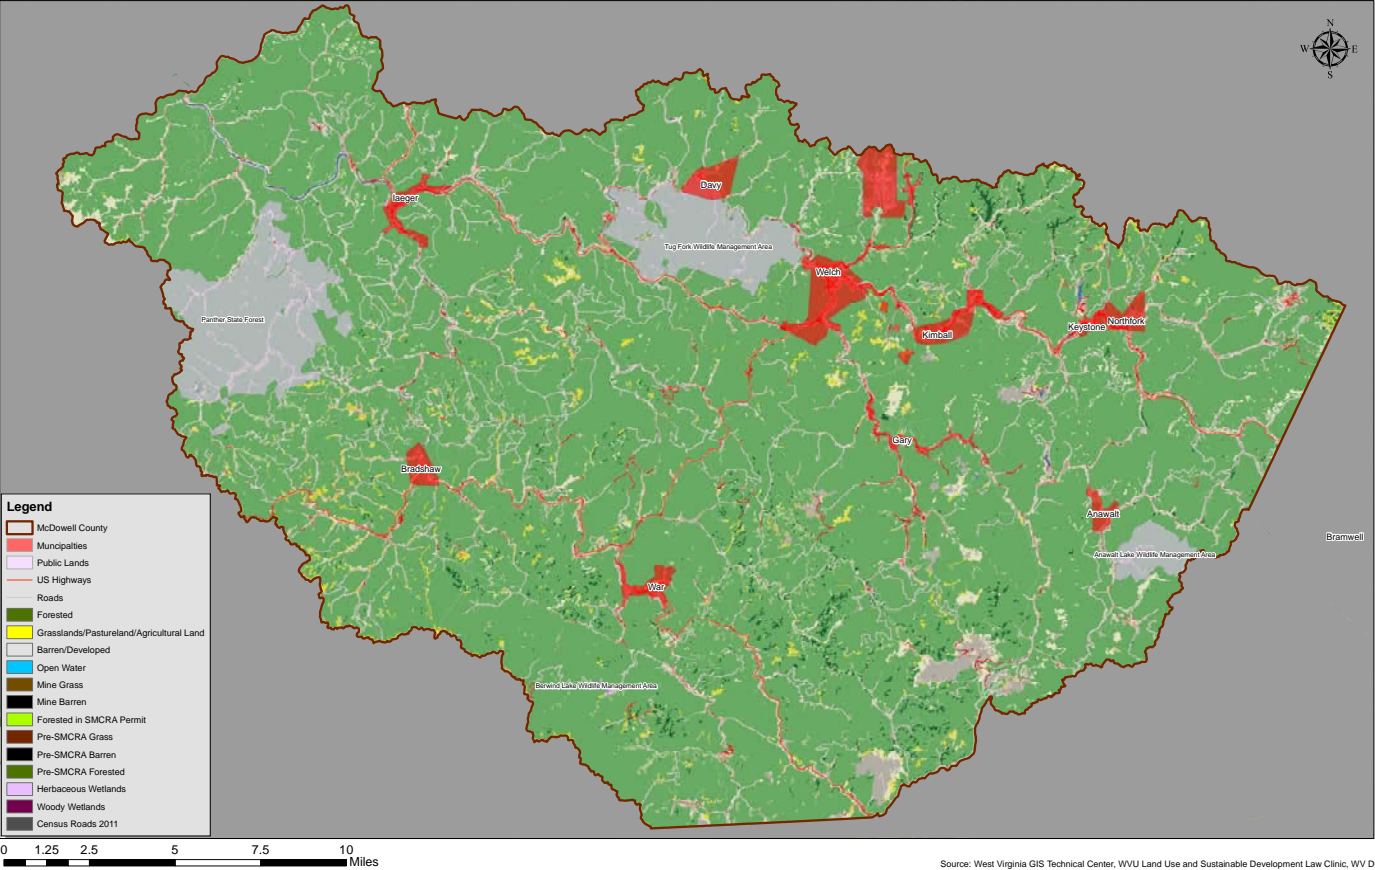 N
W E
S
Davy
Iaeger
Tug Fork Wildlife Management Area
Welch
Panther State Forest
Northfork
Keystone
Kimball
Gary
Bradshaw
Anawalt
Bramwell
Anawalt Lake Wildlife Management Area
War
Berwind Lake Wildlife Management Area
Legend
McDowell County
Muncipalties
Public Lands
US Highways
Roads
Forested
Grasslands/Pastureland/Agricultural Land
Barren/Developed
Open Water
Mine Grass
Mine Barren
Forested in SMCRA Permit
Pre-SMCRA Grass
Pre-SMCRA Barren
Pre-SMCRA Forested
Herbaceous Wetlands
Woody Wetlands
Census Roads 2011
0 1.25 2.5 5 7.5 10
Miles
Source: West Virginia GIS Technical Center, WVU Land Use and Sustainable Development Law Clinic, WV D